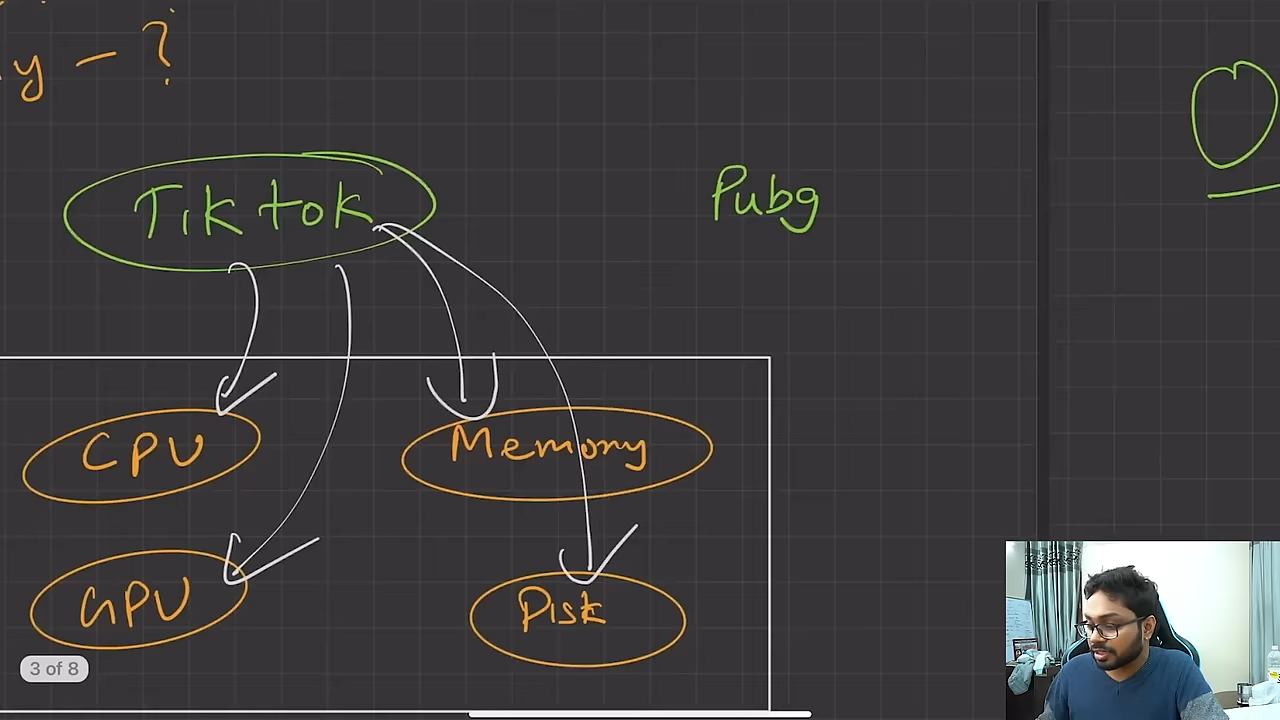 y - ?
Tiktok
Pubg
CPU
Memory
GPU
Disk
3 of 8